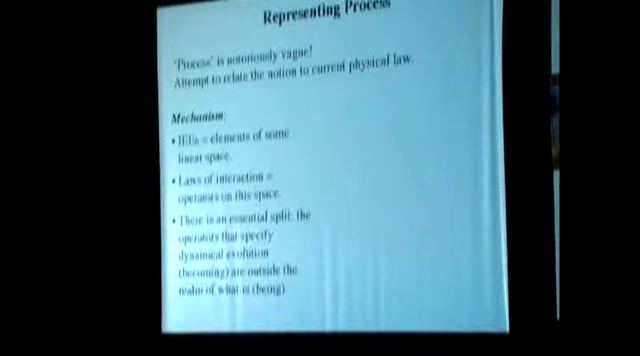 Representing Process
'Process' is notoriously vague!
Attempt to relate the notion to current physical law.
Mechanism:
• = elements of some
linear space.
• Laws of interaction =
operators on this space.
• There is an essential split: the
operators that specify
dynamical evolution
(becoming) are outside the
realm of what-is (being)